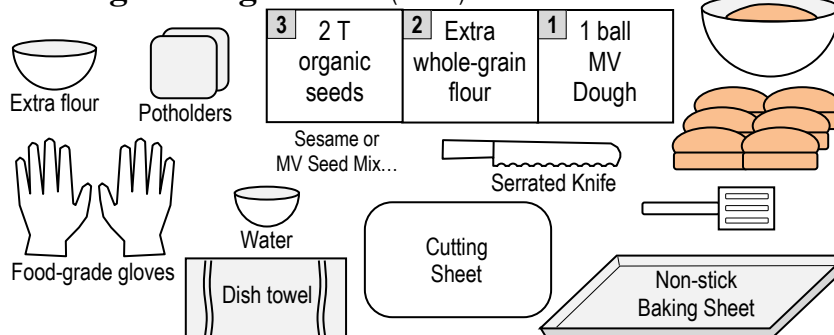 3 2 T
organic
seeds
2 Extra
whole-grain
flour
1 1 ball
MV
Dough
Extra flour
Potholders
Sesame or
MV Seed Mix...
Serrated Knife
Food-grade gloves
Water
Cutting
Sheet
Dish towel
Non-stick
Baking Sheet